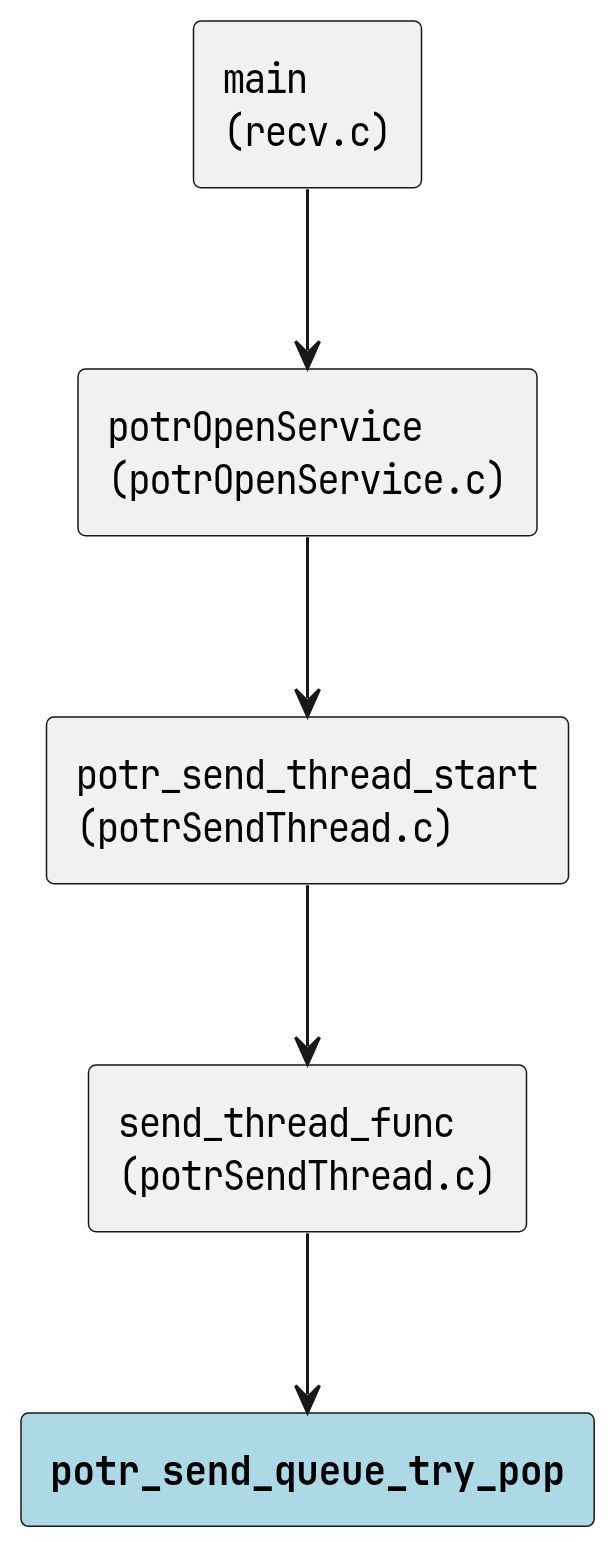 main
(recv.c)
potrOpenService
(potrOpenService.c)
potr_send_thread_start
(potrSendThread.c)
send_thread_func
(potrSendThread.c)
potr_send_queue_try_pop